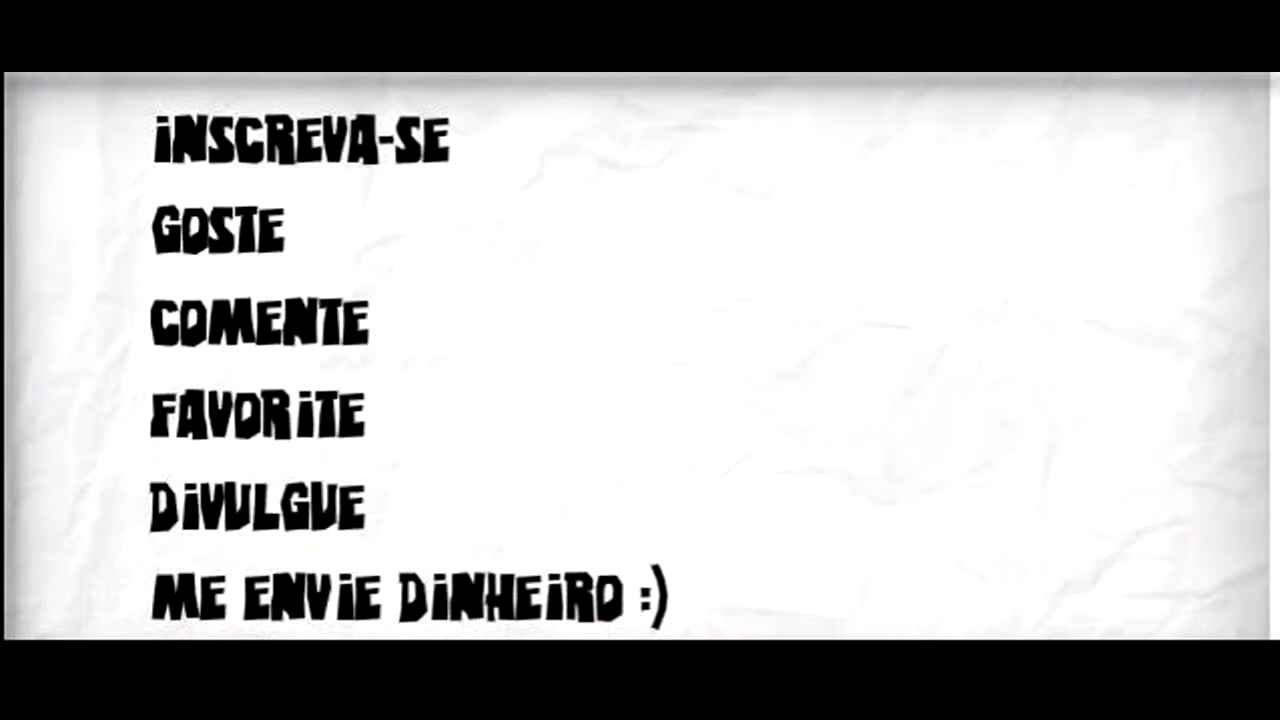 INSCREVA-SE
GOSTE
COMENTE
FAVORITE
DIVULGUE
ME ENVIE DINHEIRO :)